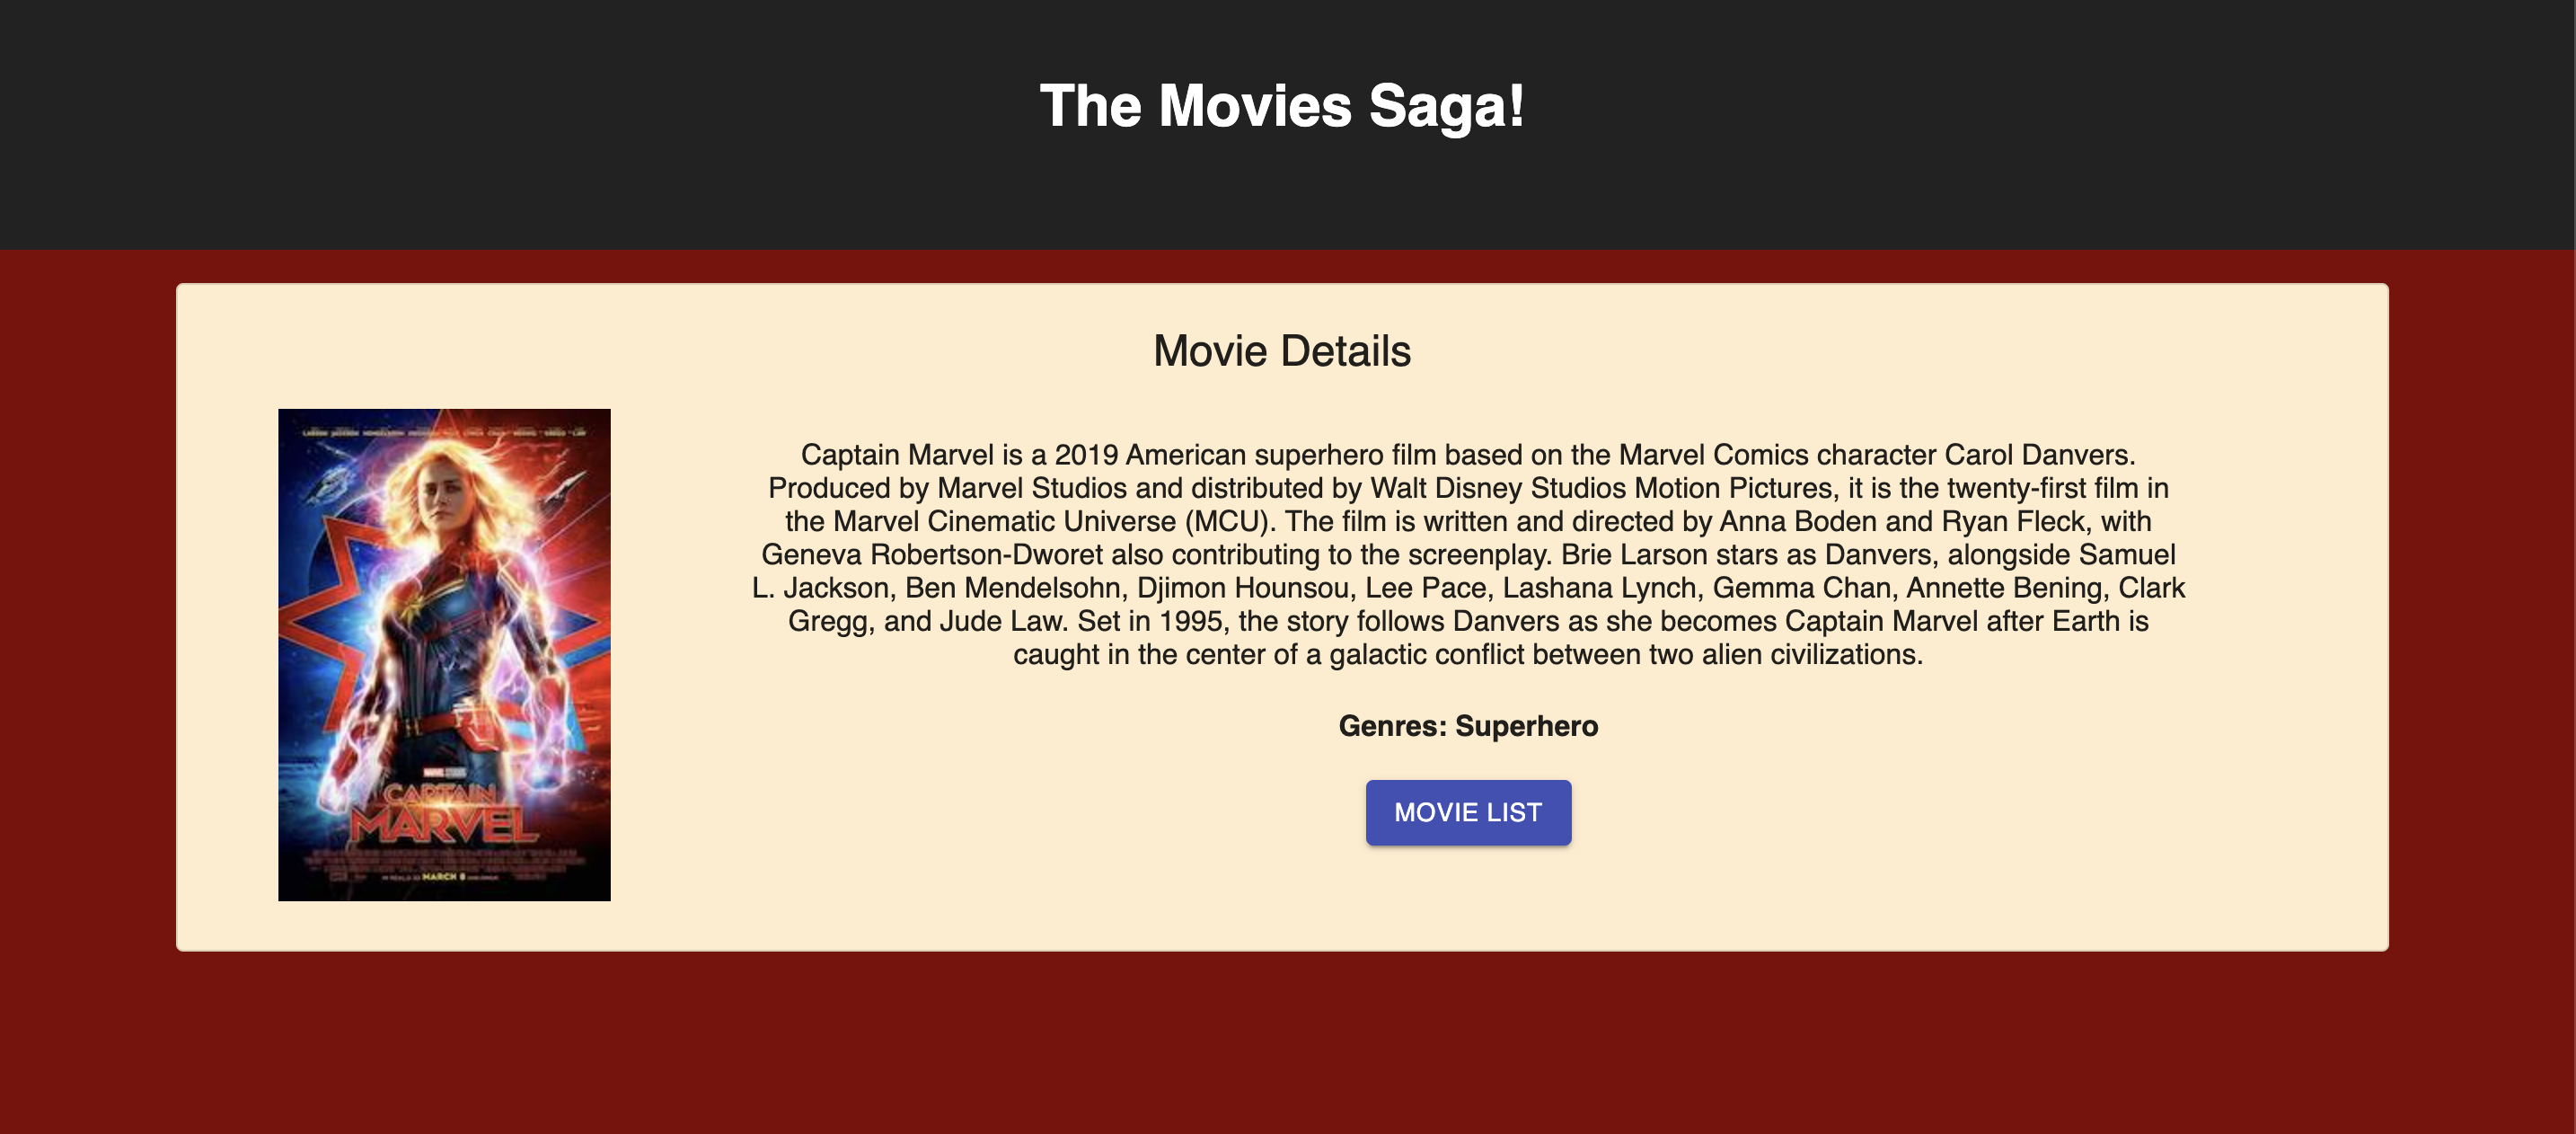 The Movies Saga!
Movie Details
Captain Marvel is a 2019 American superhero film based on the Marvel Comics character Carol Danvers.
Produced by Marvel Studios and distributed by Walt Disney Studios Motion Pictures, it is the twenty-first film in
the Marvel Cinematic Universe (MCU). The film is written and directed by Anna Boden and Ryan Fleck, with
Geneva Robertson-Dworet also contributing to the screenplay. Brie Larson stars as Danvers, alongside Samuel
L. Jackson, Ben Mendelsohn, Djimon Hounsou, Lee Pace, Lashana Lynch, Gemma Chan, Annette Bening, Clark
Gregg, and Jude Law. Set in 1995, the story follows Danvers as she becomes Captain Marvel after Earth is
caught in the center of a galactic conflict between two alien civilizations.
Genres: Superhero
MOVIE LIST
CAPTAIN
MARVEL
MARCH 8